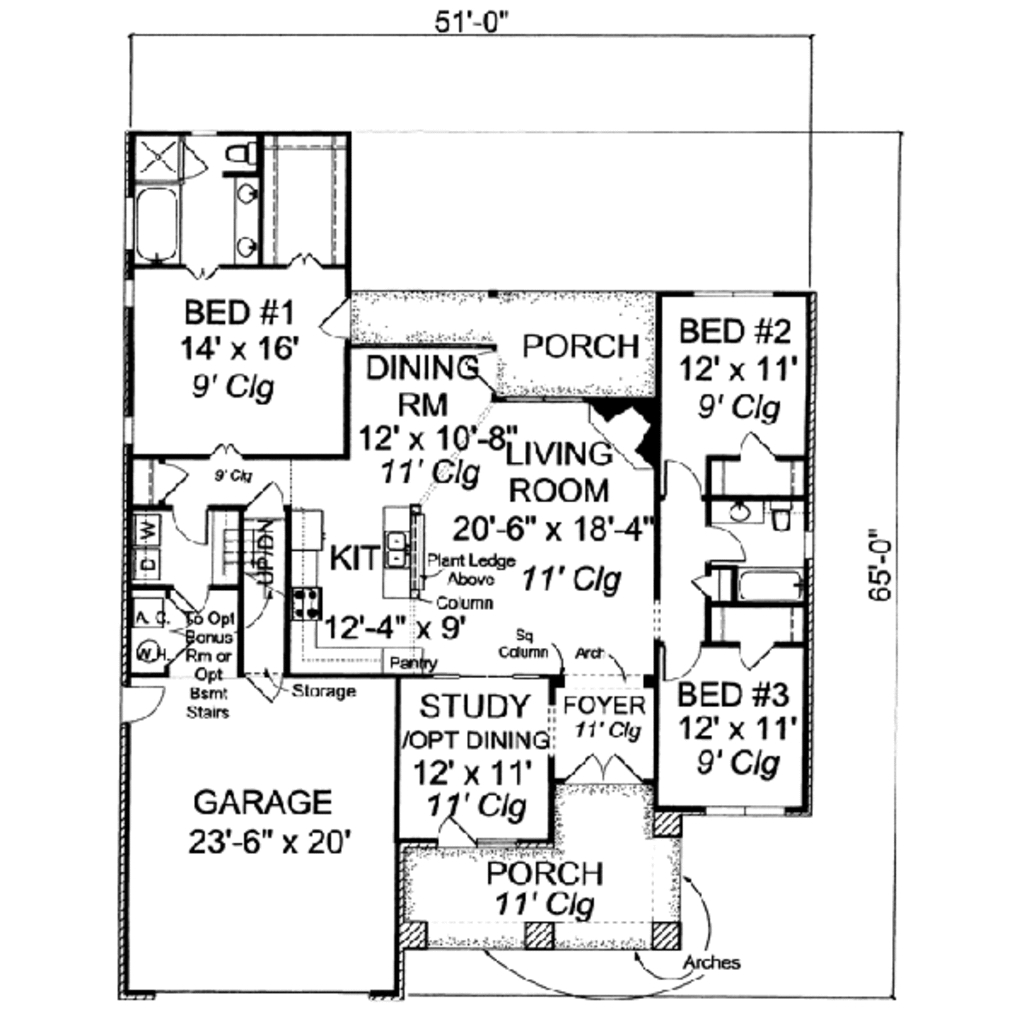 51'-0"
BED #1
14' x 16'
9' Clg
PORCH
BED #2
12' x 11'
9' Clg
DINING
RM
12' x 10'-8"
11' Clg
LIVING
ROOM
20'-6" x 18'-4"
11' Clg
9' Clg
W
D
UP/DN
KIT
12'-4" x 9'
Plant Ledge
Above
Column
65'-0"
A. C.
W.H.
To Opt
Bonus
Rm or
Opt
Bsmt
Stairs
Storage
Pantry
Sq
Column
Arch
BED #3
12' x 11'
9' Clg
STUDY
/OPT DINING
12' x 11'
11' Clg
FOYER
11' Clg
GARAGE
23'-6" x 20'
PORCH
11' Clg
Arches